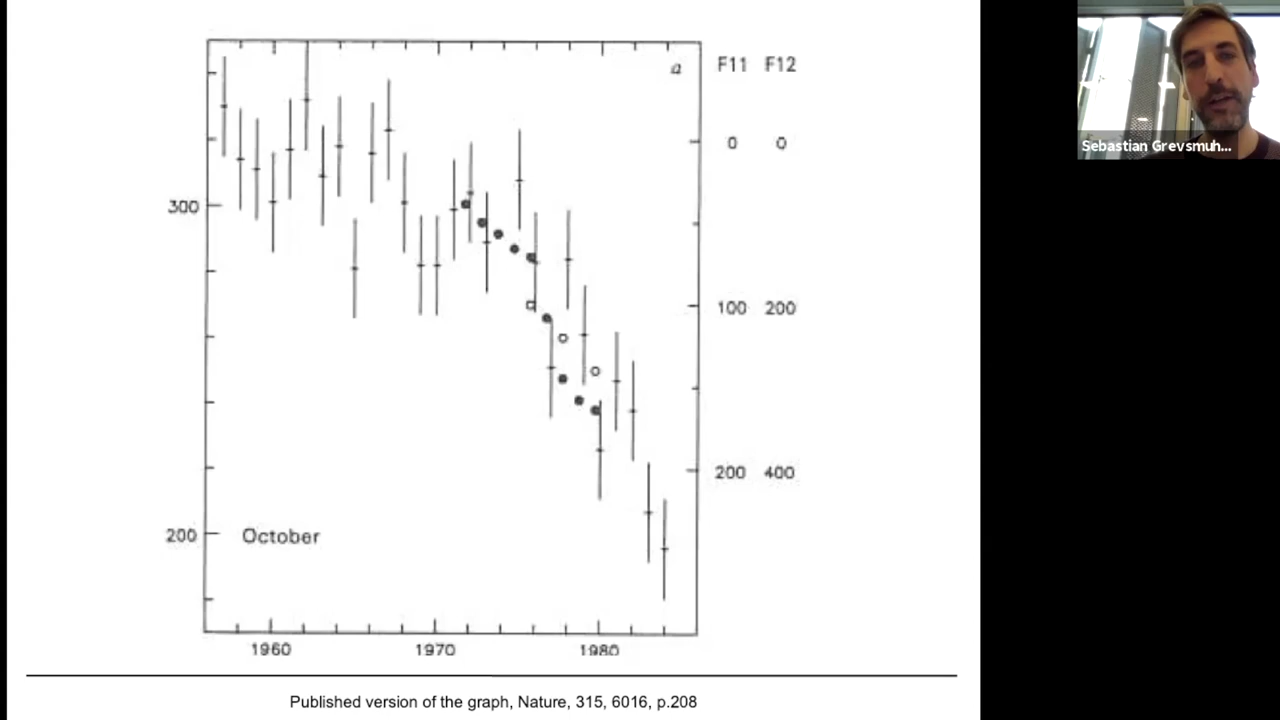 a
F11 F12
0 0
300
100 200
200 400
200
October
1960 1970 1980
Published version of the graph, Nature, 315, 6016, p.208
Sebastian Grevsmuh...